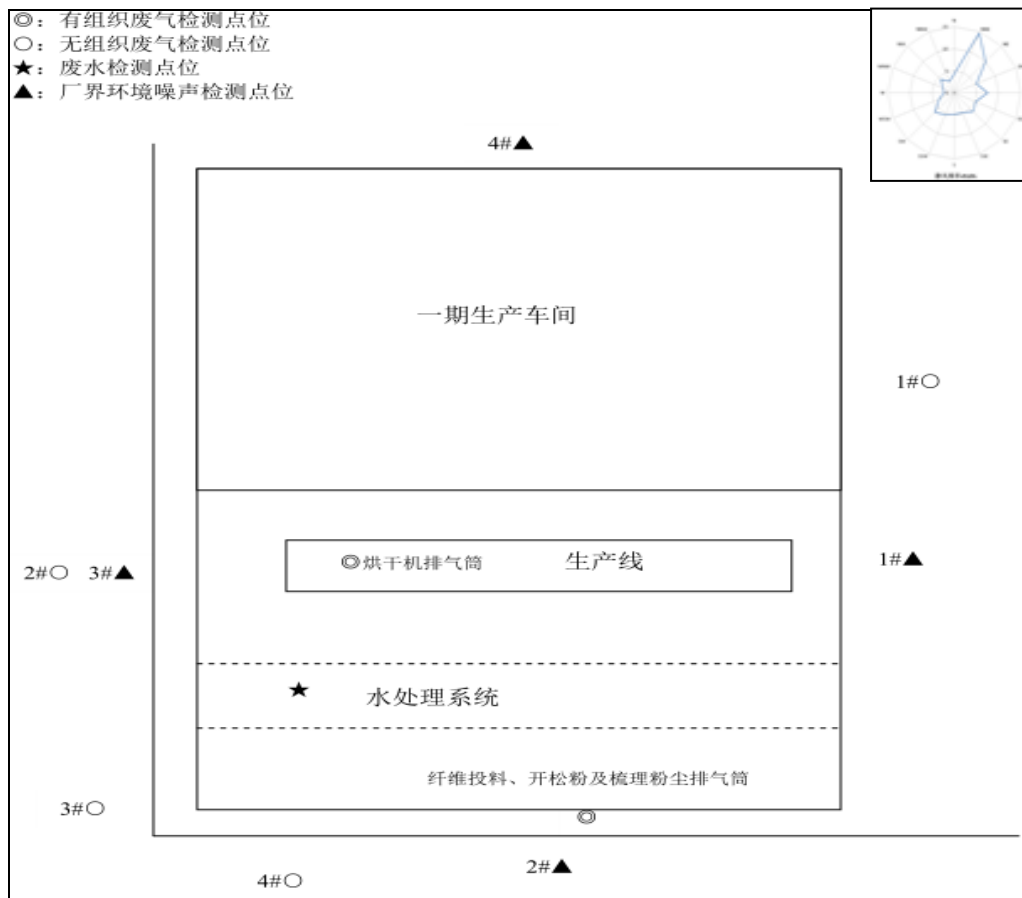 ◎：有组织废气检测点位
○：无组织废气检测点位
★：废水检测点位
▲：厂界环境噪声检测点位
4#▲
一期生产车间
1#○
◎烘干机排气筒
生产线
1#▲
2#○ 3#▲
★
水处理系统
纤维投料、开松粉及梳理粉尘排气筒
3#○
◎
2#▲
4#○